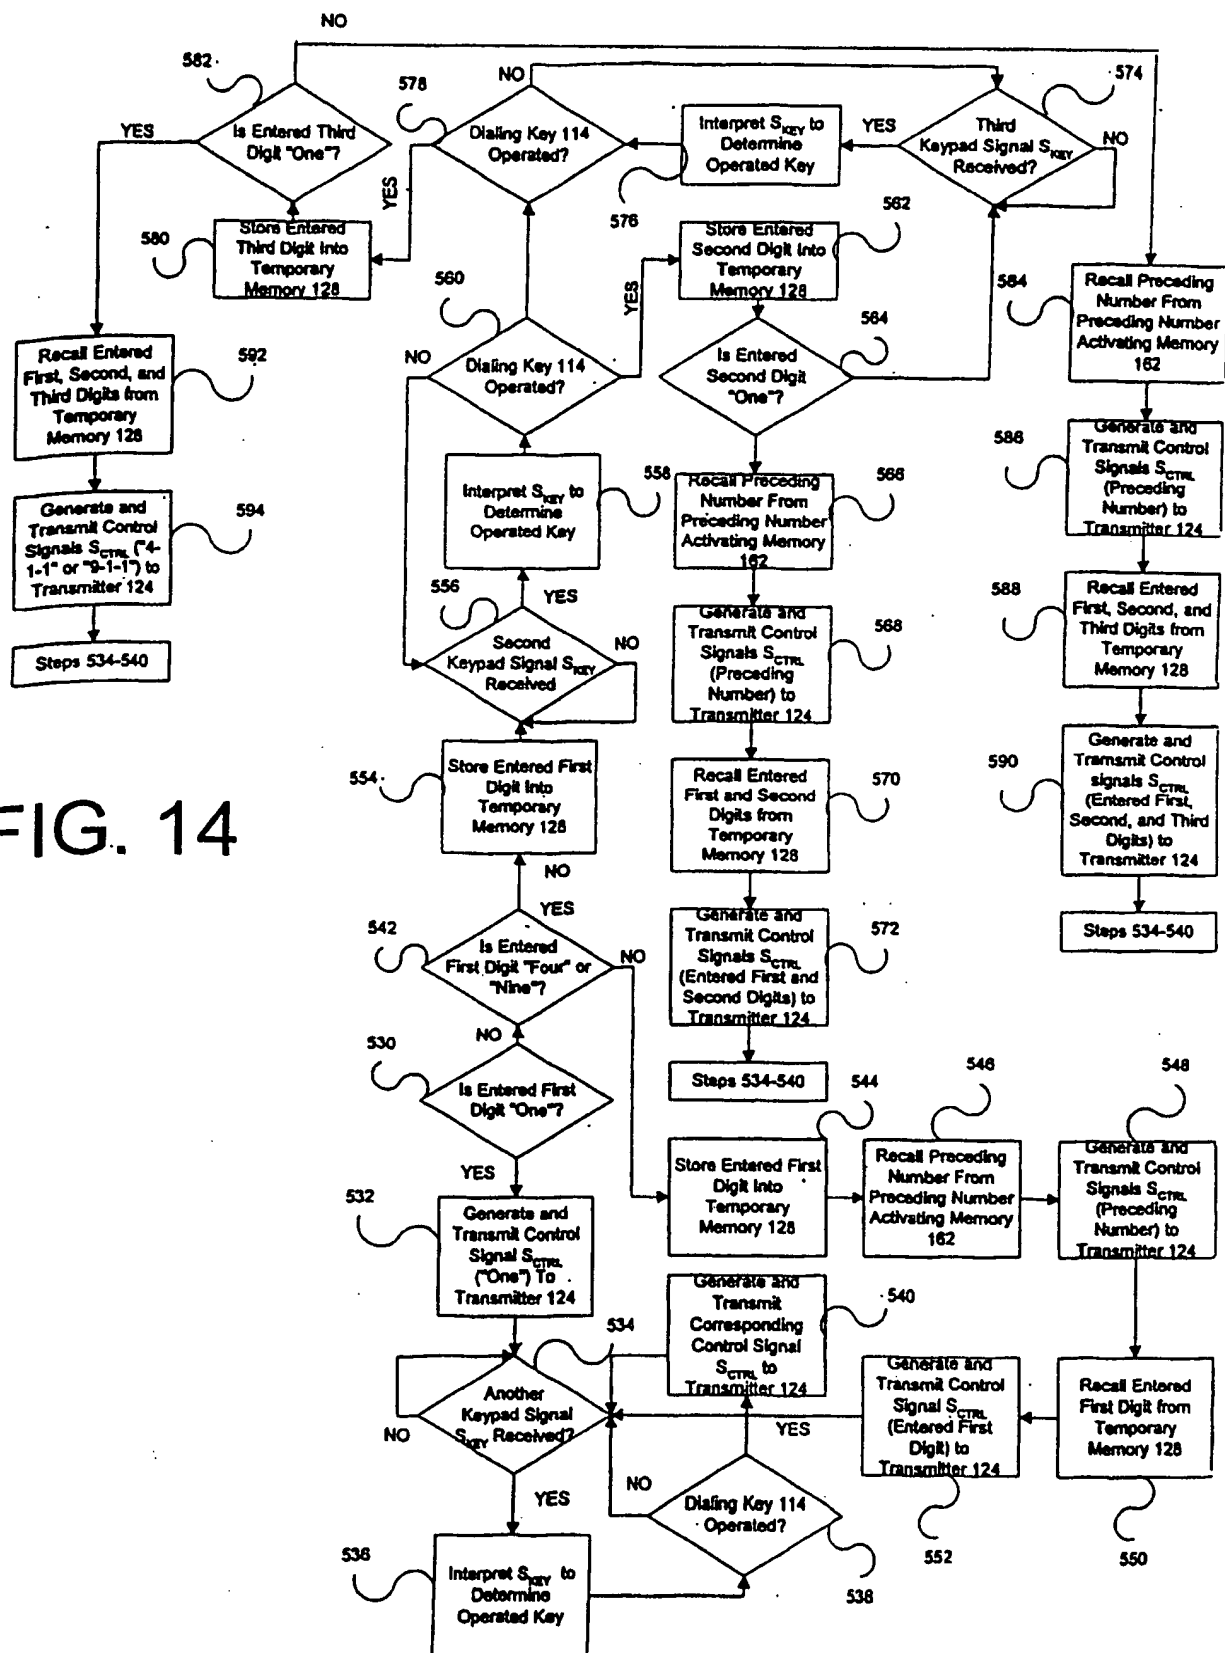 NO
582
578
NO
574
YES
Is Entered Third
Digit "One"?
Dialing Key 114
Operated?
Interpret S_KEY to
Determine
Operated Key
YES
Third
Keypad Signal S_KEY
Received?
NO
YES
576
562
580
Store Entered
Third Digit Into
Temporary
Memory 128
560
Store Entered
Second Digit Into
Temporary
Memory 128
YES
584
Recall Preceding
Number From
Preceding Number
Activating Memory
162
564
Recall Entered
First, Second, and
Third Digits from
Temporary
Memory 128
592
NO
Dialing Key 114
Operated?
Is Entered
Second Digit
"One"?
586
Generate and
Transmit Control
Signals S_CTRL
(Preceding
Number) to
Transmitter 124
Interpret S_KEY to
Determine
Operated Key
558
Recall Preceding
Number From
Preceding Number
Activating Memory
162
566
Generate and
Transmit Control
Signals S_CTRL ("4-
1-1" or "9-1-1") to
Transmitter 124
594
556
YES
588
Recall Entered
First, Second, and
Third Digits from
Temporary
Memory 128
Steps 534-540
Second
Keypad Signal S_KEY
Received
NO
Generate and
Transmit Control
Signals S_CTRL
(Preceding
Number) to
Transmitter 124
568
554
Store Entered First
Digit Into
Temporary
Memory 128
590
Generate and
Tramsmit Control
signals S_CTRL
(Entered First,
Second, and Third
Digits) to
Transmitter 124
Recall Entered
First and Second
Digits from
Temporary
Memory 128
570
FIG. 14
NO
YES
542
Is Entered
First Digit "Four" or
"Nine"?
NO
Generate and
Transmit Control
Signals S_CTRL
(Entered First and
Second Digits) to
Transmitter 124
572
Steps 534-540
530
NO
Is Entered First
Digit "One"?
Steps 534-540
544
546
548
YES
532
Store Entered First
Digit Into
Temporary
Memory 128
Recall Preceding
Number From
Preceding Number
Activating Memory
162
Generate and
Transmit Control
Signals S_CTRL
(Preceding
Number) to
Transmitter 124
Generate and
Transmit Control
Signal S_CTRL
("One") To
Transmitter 124
534
Generate and
Transmit
Corresponding
Control Signal
S_CTRL to
Transmitter 124
540
Another
Keypad Signal
S_KEY Received?
NO
YES
Generate and
Transmit Control
Signal S_CTRL
(Entered First
Digit) to
Transmitter 124
Recall Entered
First Digit from
Temporary
Memory 128
YES
NO
Dialing Key 114
Operated?
552
550
536
Interpret S_KEY to
Determine
Operated Key
538